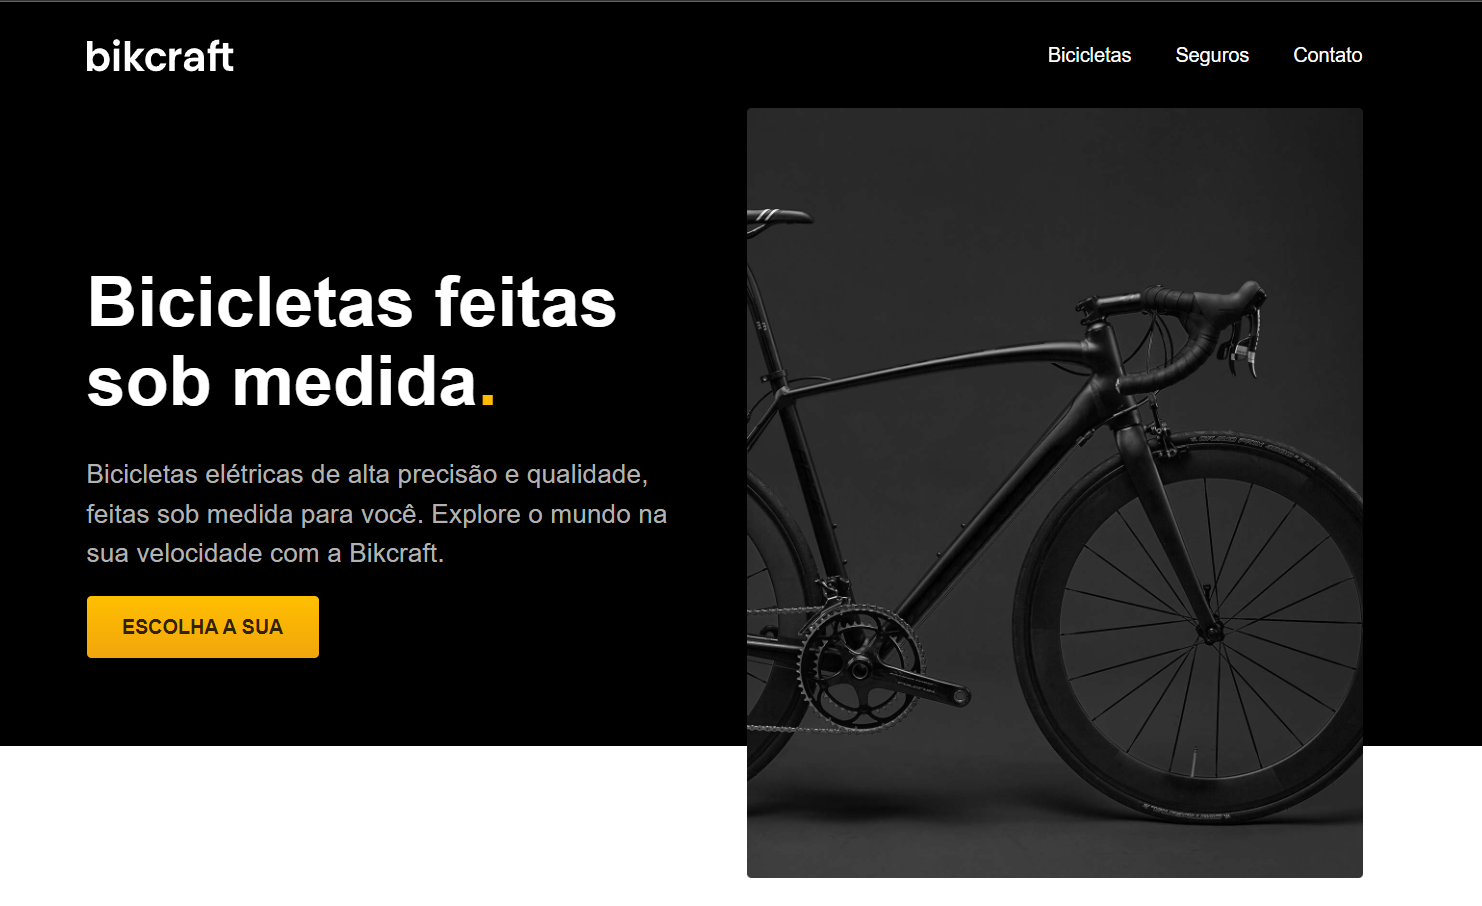 bikcraft
Bicicletas Seguros Contato
Bicicletas feitas
sob medida.
Bicicletas elétricas de alta precisão e qualidade,
feitas sob medida para você. Explore o mundo na
sua velocidade com a Bikcraft.
ESCOLHA A SUA